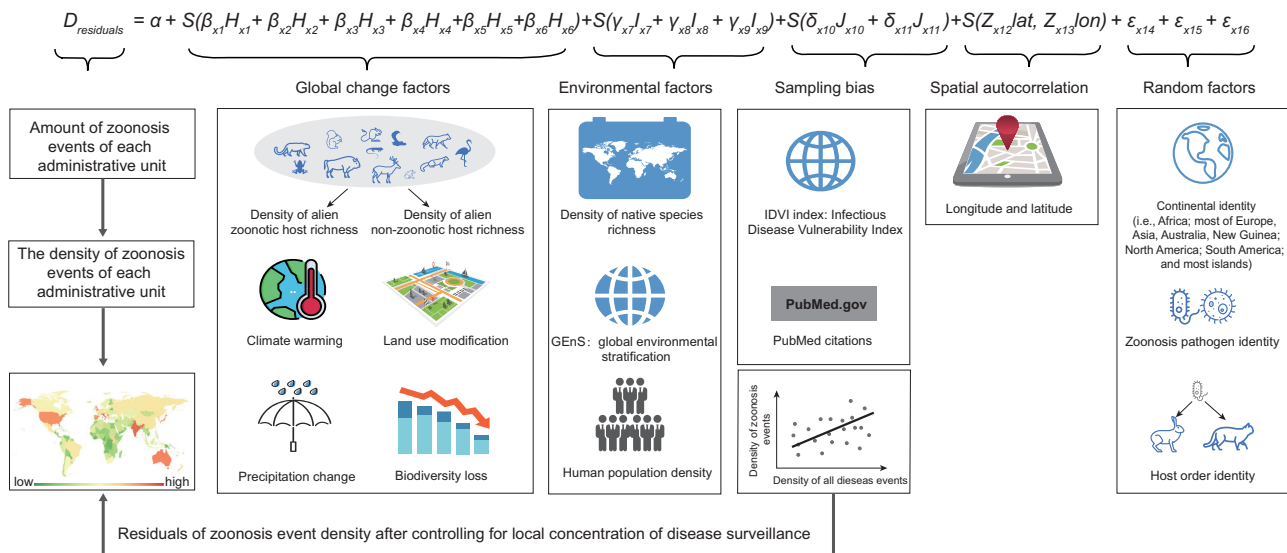 D_residuals = α + S(β_x1H_x1+ β_x2H_x2+ β_x3H_x3+ β_x4H_x4+β_x5H_x5+β_x6H_x6)+S(γ_x7I_x7+ γ_x8I_x8+ γ_x9I_x9)+S(δ_x10J_x10+ δ_x11J_x11)+S(Z_x12lat, Z_x13lon) + ε_x14+ ε_x15+ ε_x16
Global change factors
Environmental factors
Sampling bias
Spatial autocorrelation
Random factors
Amount of zoonosis
events of each
administrative unit
The density of zoonosis
events of each
administrative unit
low
high
Density of alien
zoonotic host richness
Density of alien
non-zoonotic host richness
Climate warming
Land use modification
Precipitation change
Biodiversity loss
Density of native species
richness
GEnS: global environmental
stratification
Human population density
IDVI index: Infectious
Disease Vulnerability Index
PubMed.gov
PubMed citations
Density of zoonosis
events
Density of all dieseas events
Longitude and latitude
Continental identity
(i.e., Africa; most of Europe,
Asia, Australia, New Guinea;
North America; South America;
and most islands)
Zoonosis pathogen identity
Host order identity
Residuals of zoonosis event density after controlling for local concentration of disease surveillance